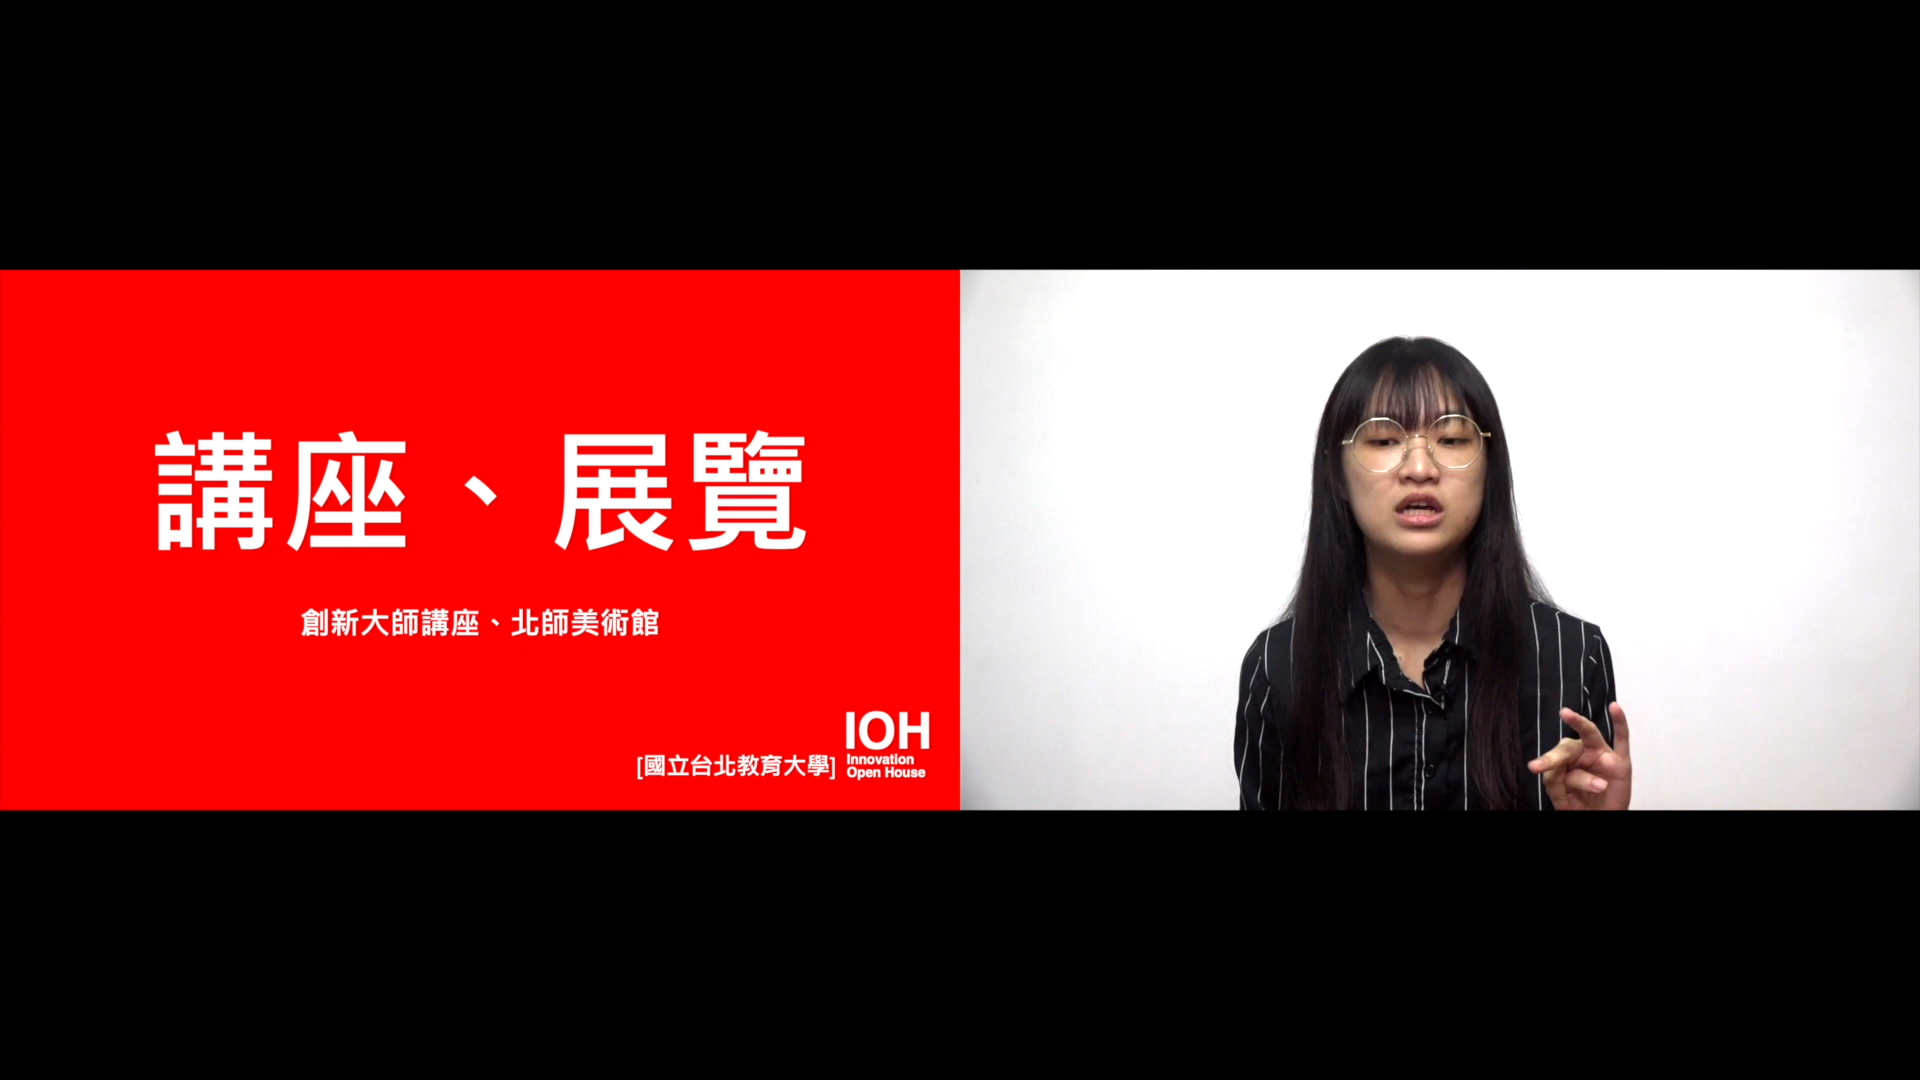 講座、展覽
創新大師講座、北師美術館
[國立台北教育大學]
IOH
Innovation
Open House